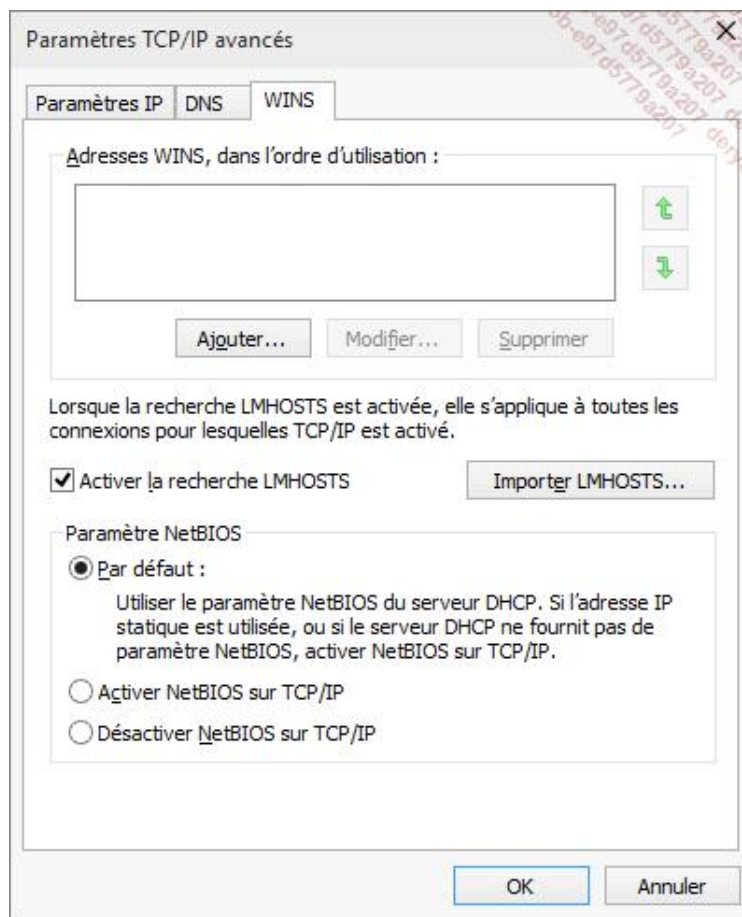 Paramètres TCP/IP avancés
Paramètres IP
DNS
WINS
Adresses WINS, dans l’ordre d’utilisation :
Ajouter...
Modifier...
Supprimer
Lorsque la recherche LMHOSTS est activée, elle s’applique à toutes les
connexions pour lesquelles TCP/IP est activé.
Activer la recherche LMHOSTS
Importer LMHOSTS...
Paramètre NetBIOS
Par défaut :
Utiliser le paramètre NetBIOS du serveur DHCP. Si l’adresse IP
statique est utilisée, ou si le serveur DHCP ne fournit pas de
paramètre NetBIOS, activer NetBIOS sur TCP/IP.
Activer NetBIOS sur TCP/IP
Désactiver NetBIOS sur TCP/IP
OK
Annuler